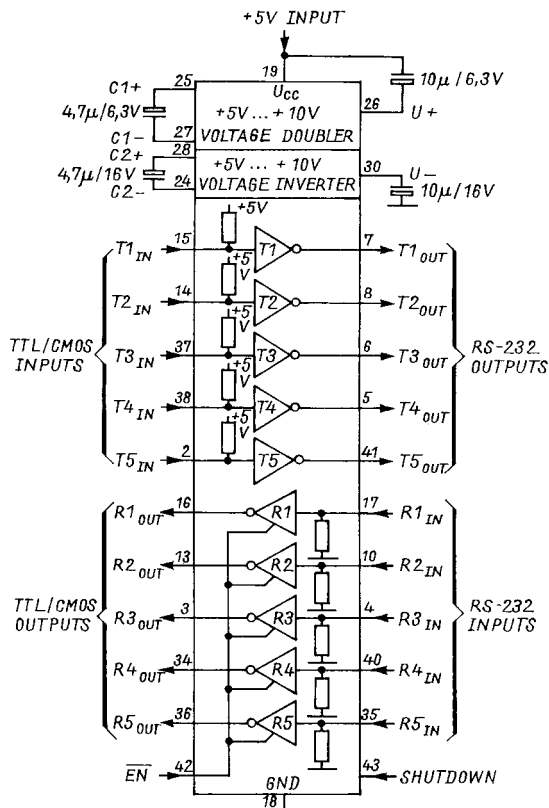 +5V INPUT
19
10µ/6,3V
C1+ 25
UCC
4,7µ/6,3V
+5V ... +10V
VOLTAGE DOUBLER
26 U+
C1- 27
C2+ 28
4,7µ/16V
+5V ... +10V
VOLTAGE INVERTER
30 U-
10µ/16V
C2- 24
+5V
T1IN 15 T1 7 T1OUT
+5V
T2IN 14 T2 8 T2OUT
+5V
TTL/CMOS INPUTS
T3IN 37 T3 6 T3OUT
RS-232 OUTPUTS
+5V
T4IN 38 T4 5 T4OUT
+5V
T5IN 2 T5 41 T5OUT
R1OUT 16 R1 17 R1IN
R2OUT 13 R2 10 R2IN
TTL/CMOS OUTPUTS
R3OUT 3 R3 4 R3IN
RS-232 INPUTS
R4OUT 34 R4 40 R4IN
R5OUT 36 R5 35 R5IN
EN 42
43 SHUTDOWN
GND
18